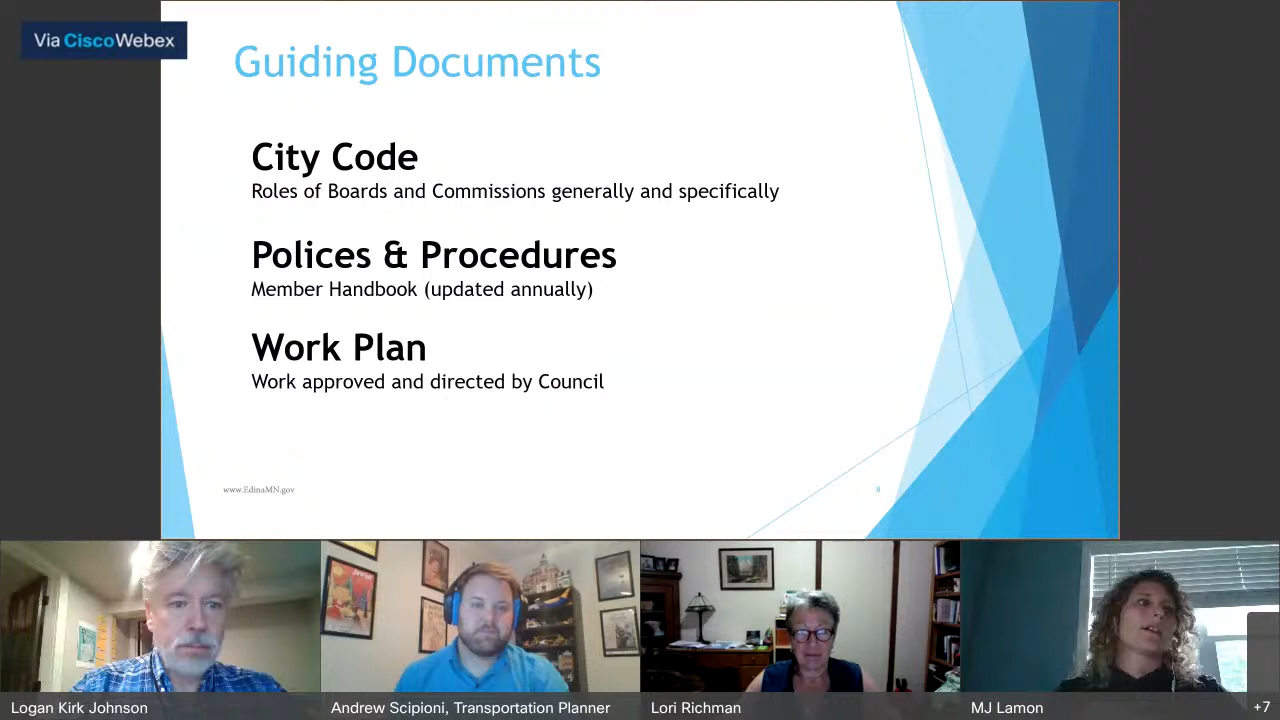 Via CiscoWebex
Guiding Documents
City Code
Roles of Boards and Commissions generally and specifically
Polices & Procedures
Member Handbook (updated annually)
Work Plan
Work approved and directed by Council
www.EdinaMN.gov
8
Logan Kirk Johnson
Andrew Scipioni, Transportation Planner
Lori Richman
MJ Lamon
+7